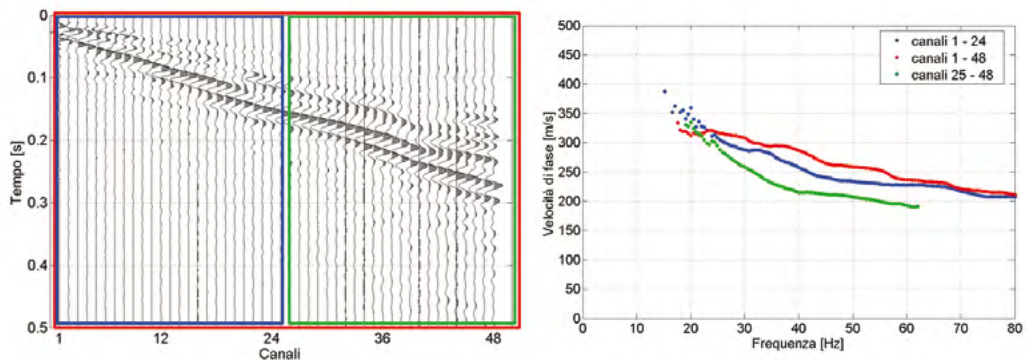 0
0.1
0.2
0.3
0.4
0.5
Tempo [s]
1 12 24 36 48
Canali
500
450
400
350
300
250
200
150
100
50
0
Velocità di fase [m/s]
canali 1 - 24
canali 1 - 48
canali 25 - 48
0 10 20 30 40 50 60 70 80
Frequenza [Hz]